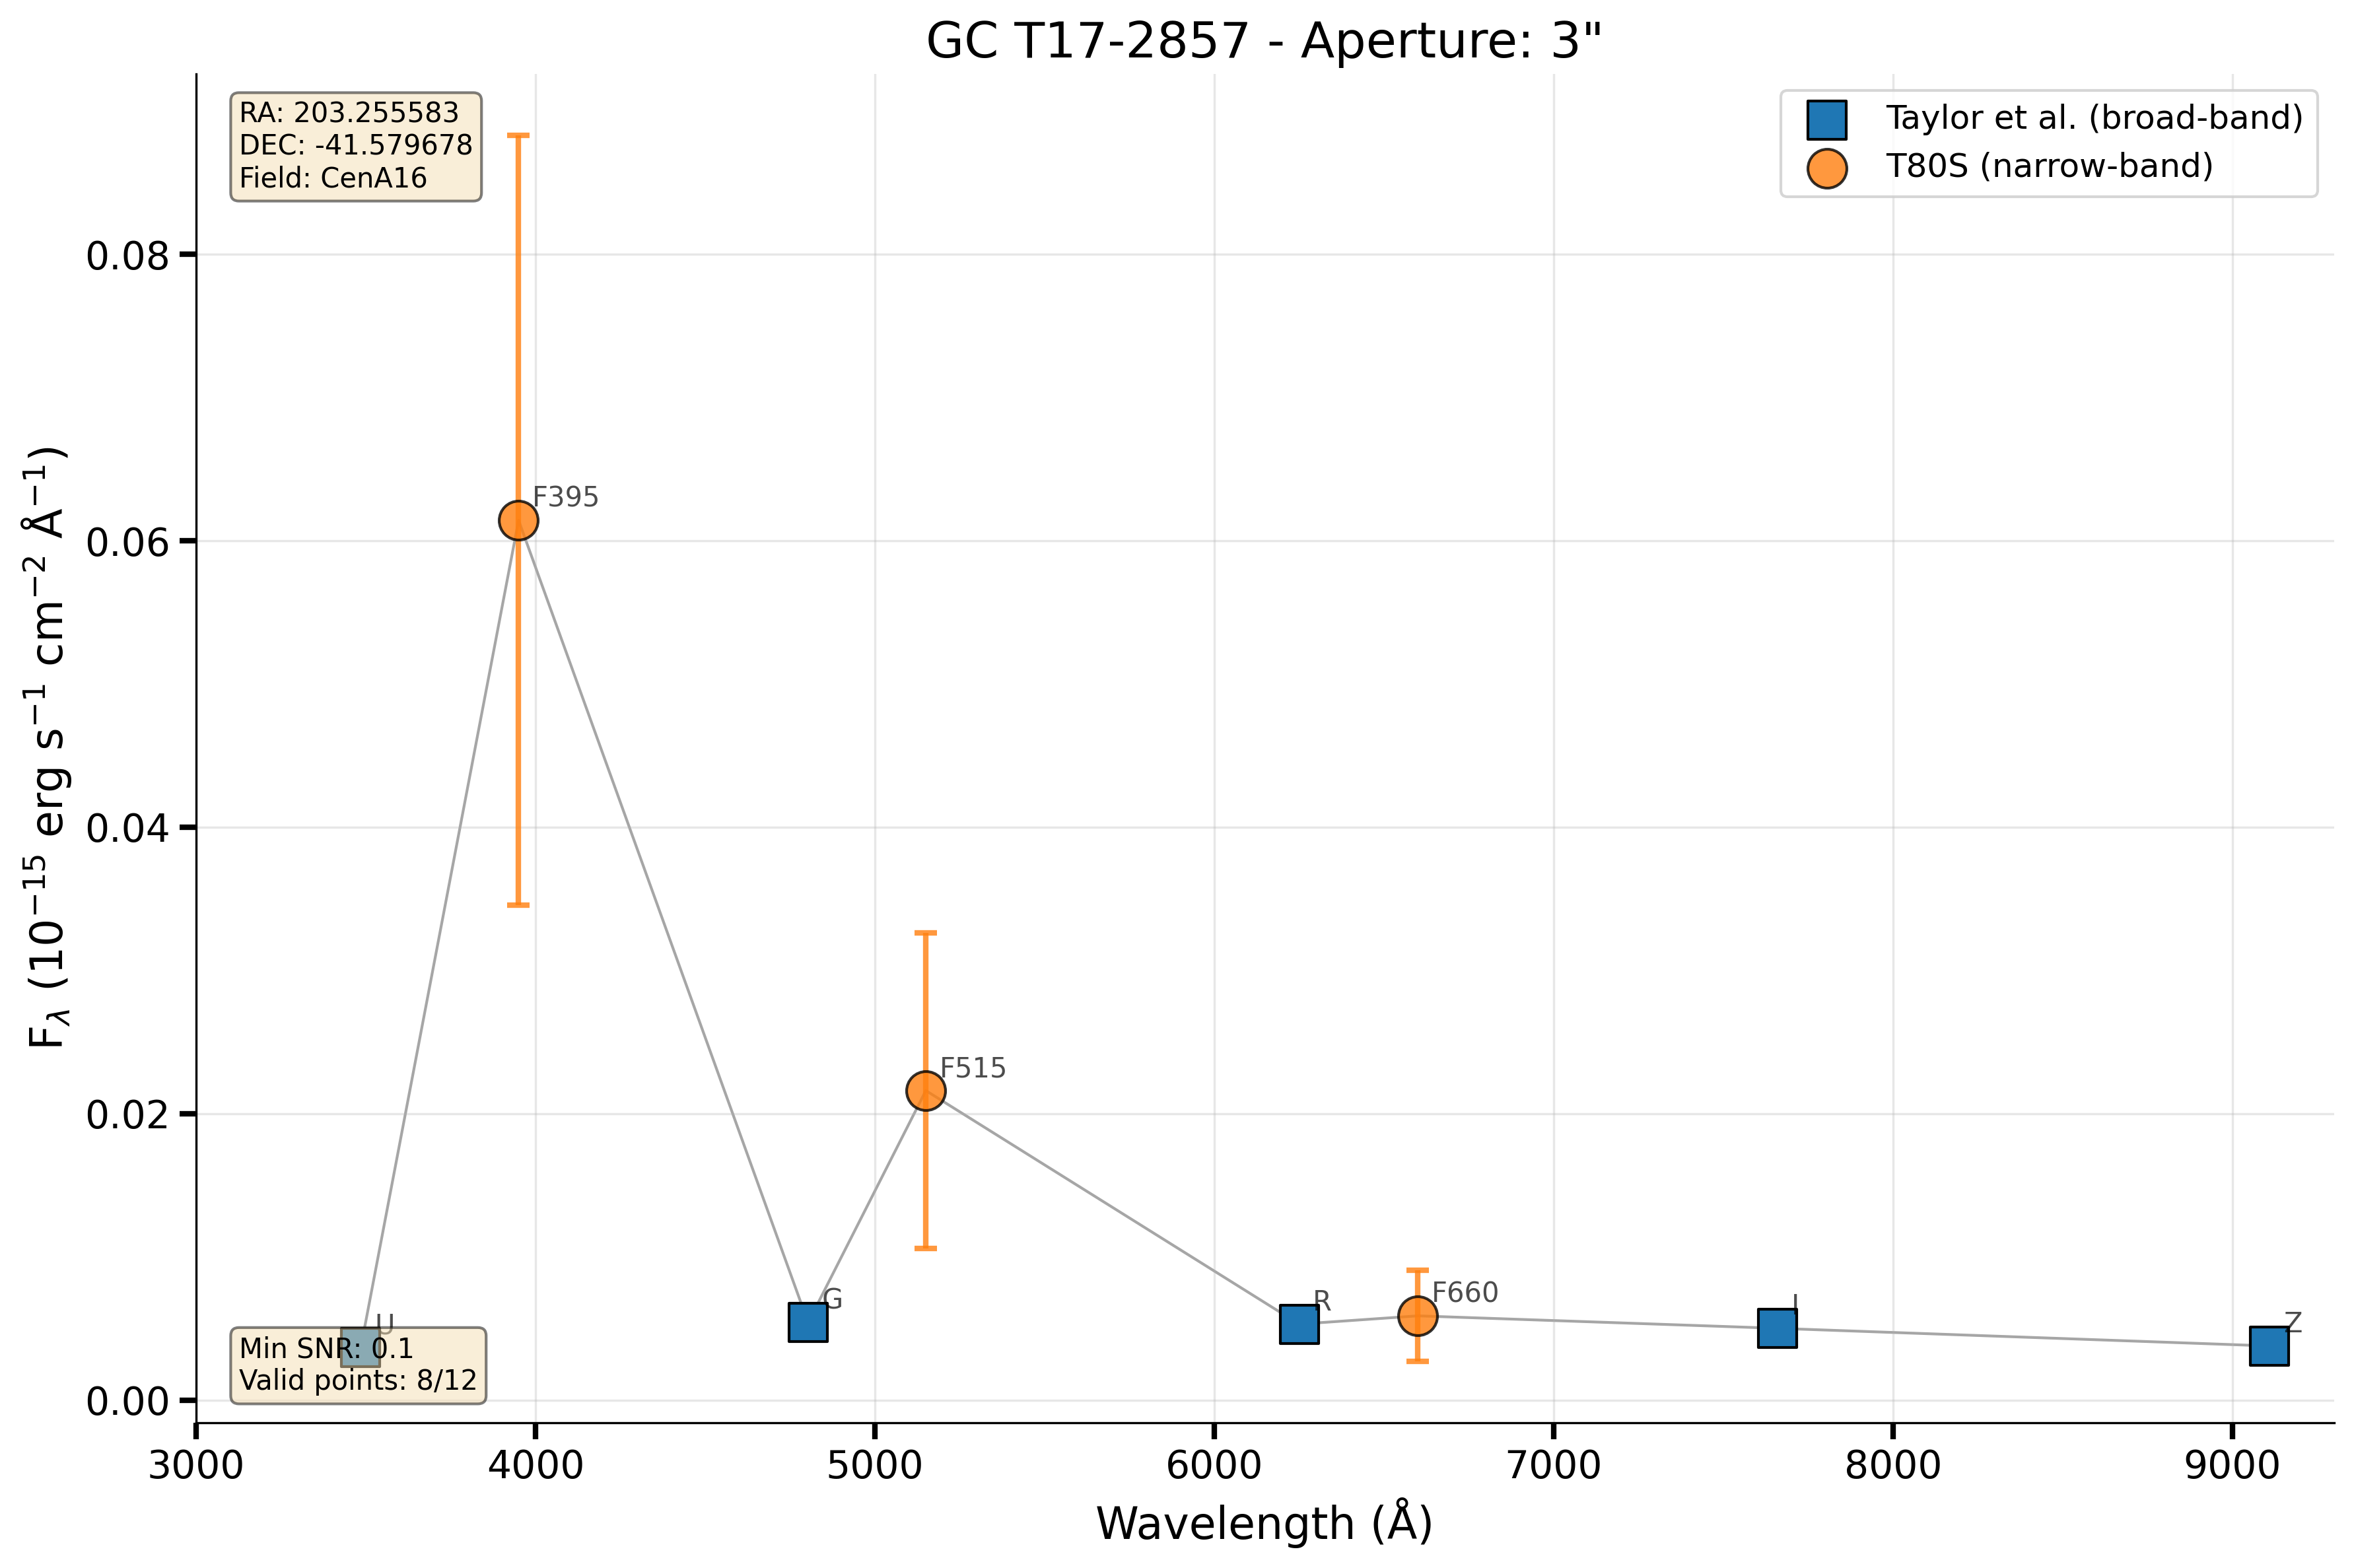 GC T17-2857 - Aperture: 3"
RA: 203.255583
DEC: -41.579678
Field: CenA16
Taylor et al. (broad-band)
T80S (narrow-band)
F$_{\lambda}$ (10$^{-15}$ erg s$^{-1}$ cm$^{-2}$ Å$^{-1}$)
0.08
0.06
0.04
0.02
0.00
F395
F515
U
G
R
F660
I
Z
Min SNR: 0.1
Valid points: 8/12
3000 4000 5000 6000 7000 8000 9000
Wavelength (Å)